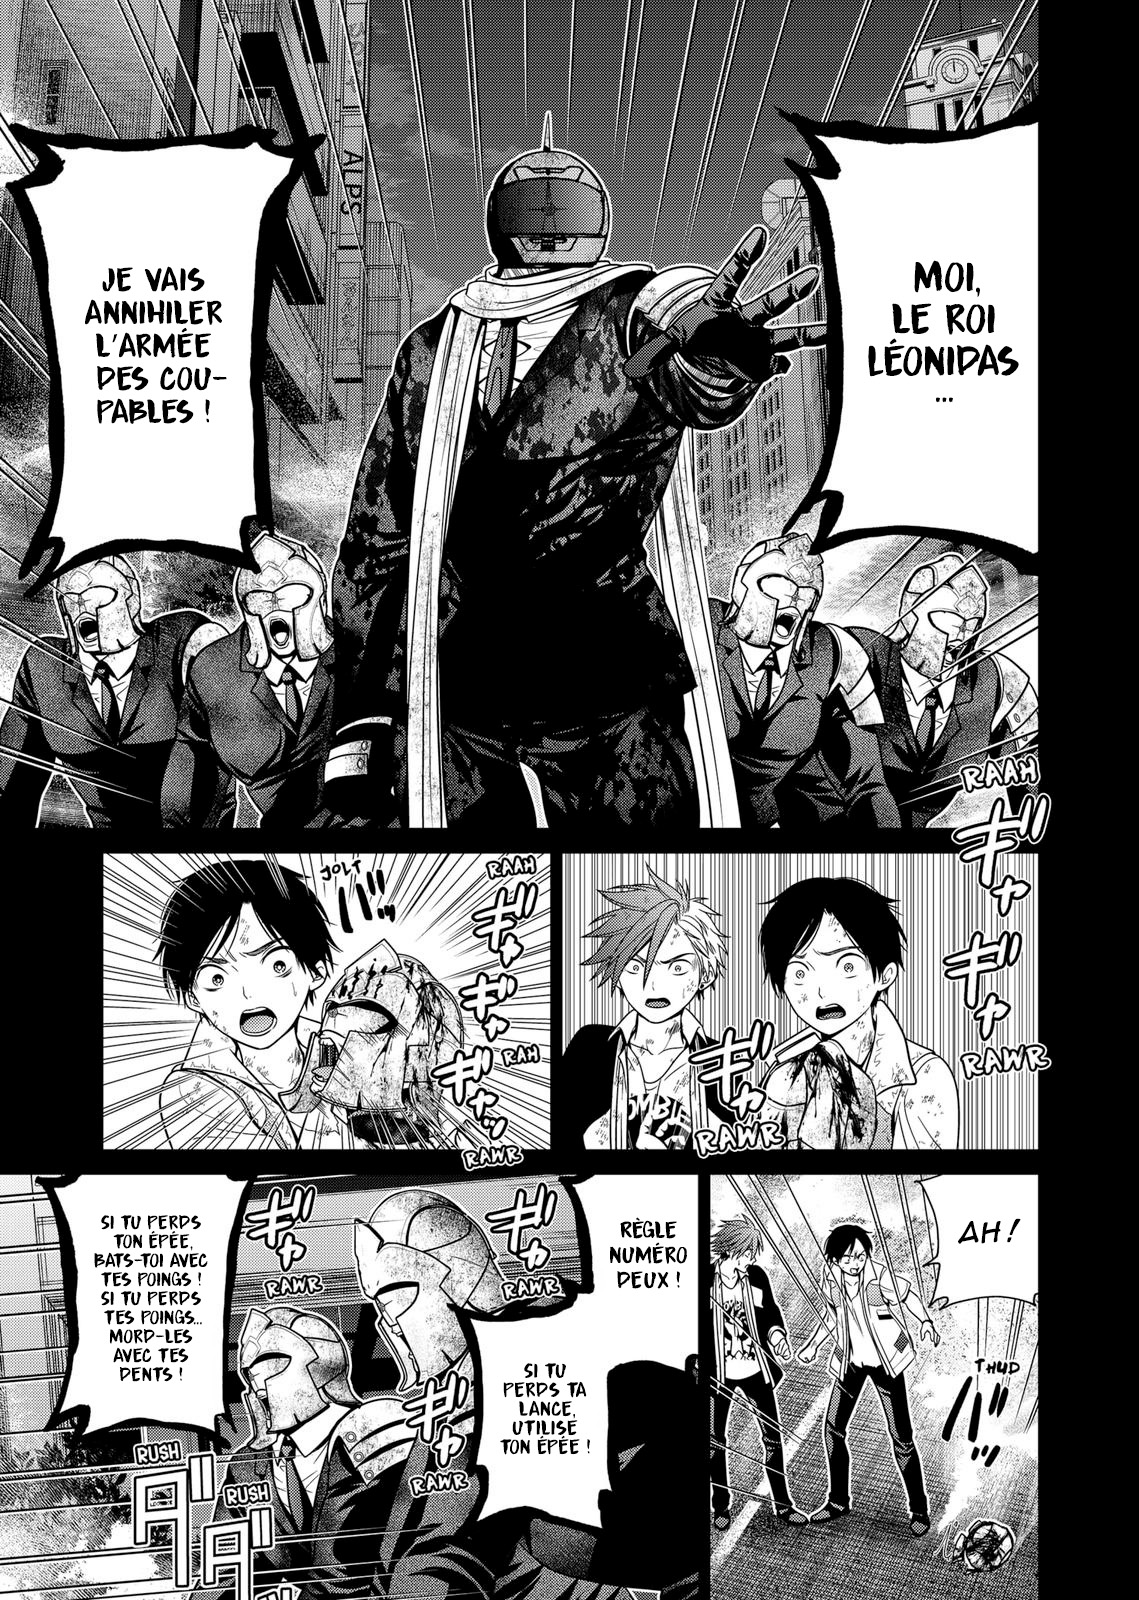 MOI,
LE ROI
LÉONIDAS
...
JE VAIS
ANNIHILER
L'ARMÉE
DES COU-
PABLES !
ALPS
RAAH
ギャ
ギャ
RAWR
ギャ
RAWR
ZOMBIE
JOLT
バッ
RAAH
ギャ
ギャ
RAH
ギャッ
RAWR
AH !
THUD
バッ
RÈGLE
NUMÉRO
DEUX !
SI TU
PERDS TA
LANCE,
UTILISE
TON ÉPÉE !
ギャ
RAWR
ギャ
RAWR
ギャ
RAWR
SI TU PERDS
TON ÉPÉE,
BATS-TOI AVEC
TES POINGS !
SI TU PERDS
TES POINGS...
MORD-LES
AVEC TES
DENTS !
RUSH
ダダ
RUSH
ダダ